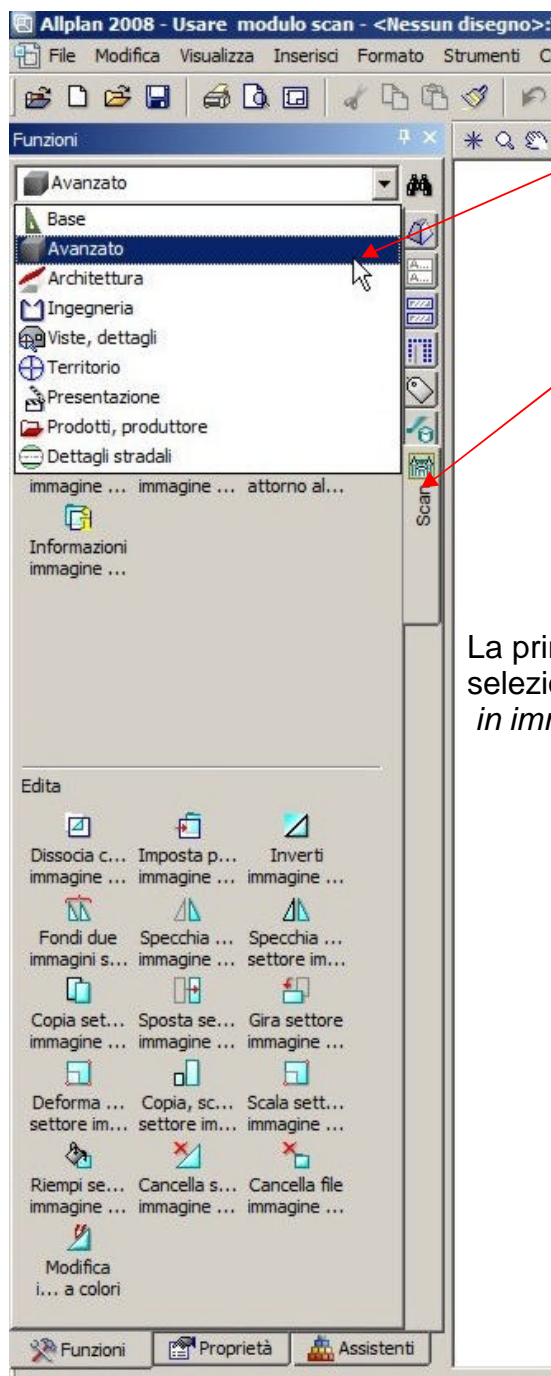 Allplan 2008 - Usare modulo scan - <Nessun disegno>:
File Modifica Visualizza Inserisci Formato Strumenti C
Funzioni
Avanzato
Base
Avanzato
Architettura
Ingegneria
Viste, dettagli
Territorio
Presentazione
Prodotti, produttore
Dettagli stradali
A...
A...
immagine ... immagine ... attorno al...
Scan
Informazioni
immagine ...
La prin
selezio
in imm
Edita
Dissocia c... Imposta p... Inverti
immagine ... immagine ... immagine ...
Fondi due Specchia ... Specchia ...
immagini s... immagine ... settore im...
Copia set... Sposta se... Gira settore
immagine ... immagine ... immagine ...
Deforma ... Copia, sc... Scala sett...
settore im... settore im... immagine ...
Riempi se... Cancella s... Cancella file
immagine ... immagine ... immagine ...
Modifica
i... a colori
Funzioni Proprietà Assistenti